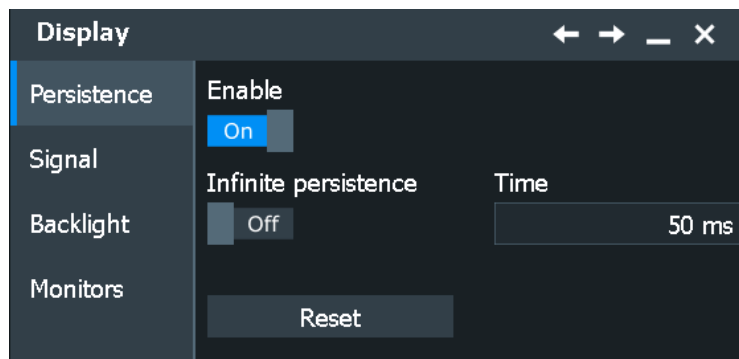 Display
Persistence
Signal
Backlight
Monitors
Enable
On
Infinite persistence
Off
Time
50 ms
Reset